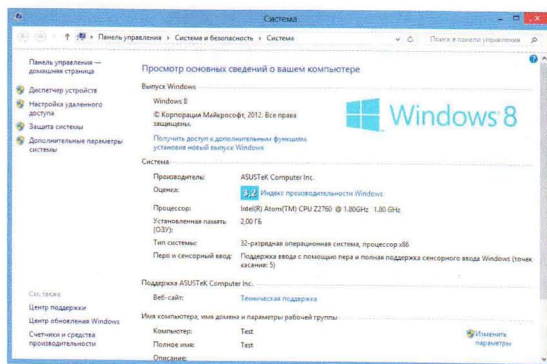 Система
Панель управления › Система и безопасность › Система
Поиск в панели управления
Панель управления —
домашняя страница
Диспетчер устройств
Настройка удаленного
доступа
Защита системы
Дополнительные параметры
системы
Просмотр основных сведений о вашем компьютере
Выпуск Windows
Windows 8
© Корпорация Майкрософт, 2012. Все права
защищены.
Получить доступ к дополнительным функциям,
установив новый выпуск Windows
Windows 8
Система
Производитель: ASUSTeK Computer Inc.
Оценка: 3,2 Индекс производительности Windows
Процессор: Intel(R) Atom(TM) CPU Z2760 @ 1.80GHz 1.80 GHz
Установленная память
(ОЗУ): 2,00 ГБ
Тип системы: 32-разрядная операционная система, процессор x86
Перо и сенсорный ввод: Поддержка ввода с помощью пера и полная поддержка сенсорного ввода Windows (точек
касания: 5)
Поддержка ASUSTeK Computer Inc.
Веб-сайт: Техническая поддержка
Имя компьютера, имя домена и параметры рабочей группы
Компьютер: Test
Изменить
параметры
Полное имя: Test
Описание:
См. также
Центр поддержки
Центр обновления Windows
Счетчики и средства
производительности